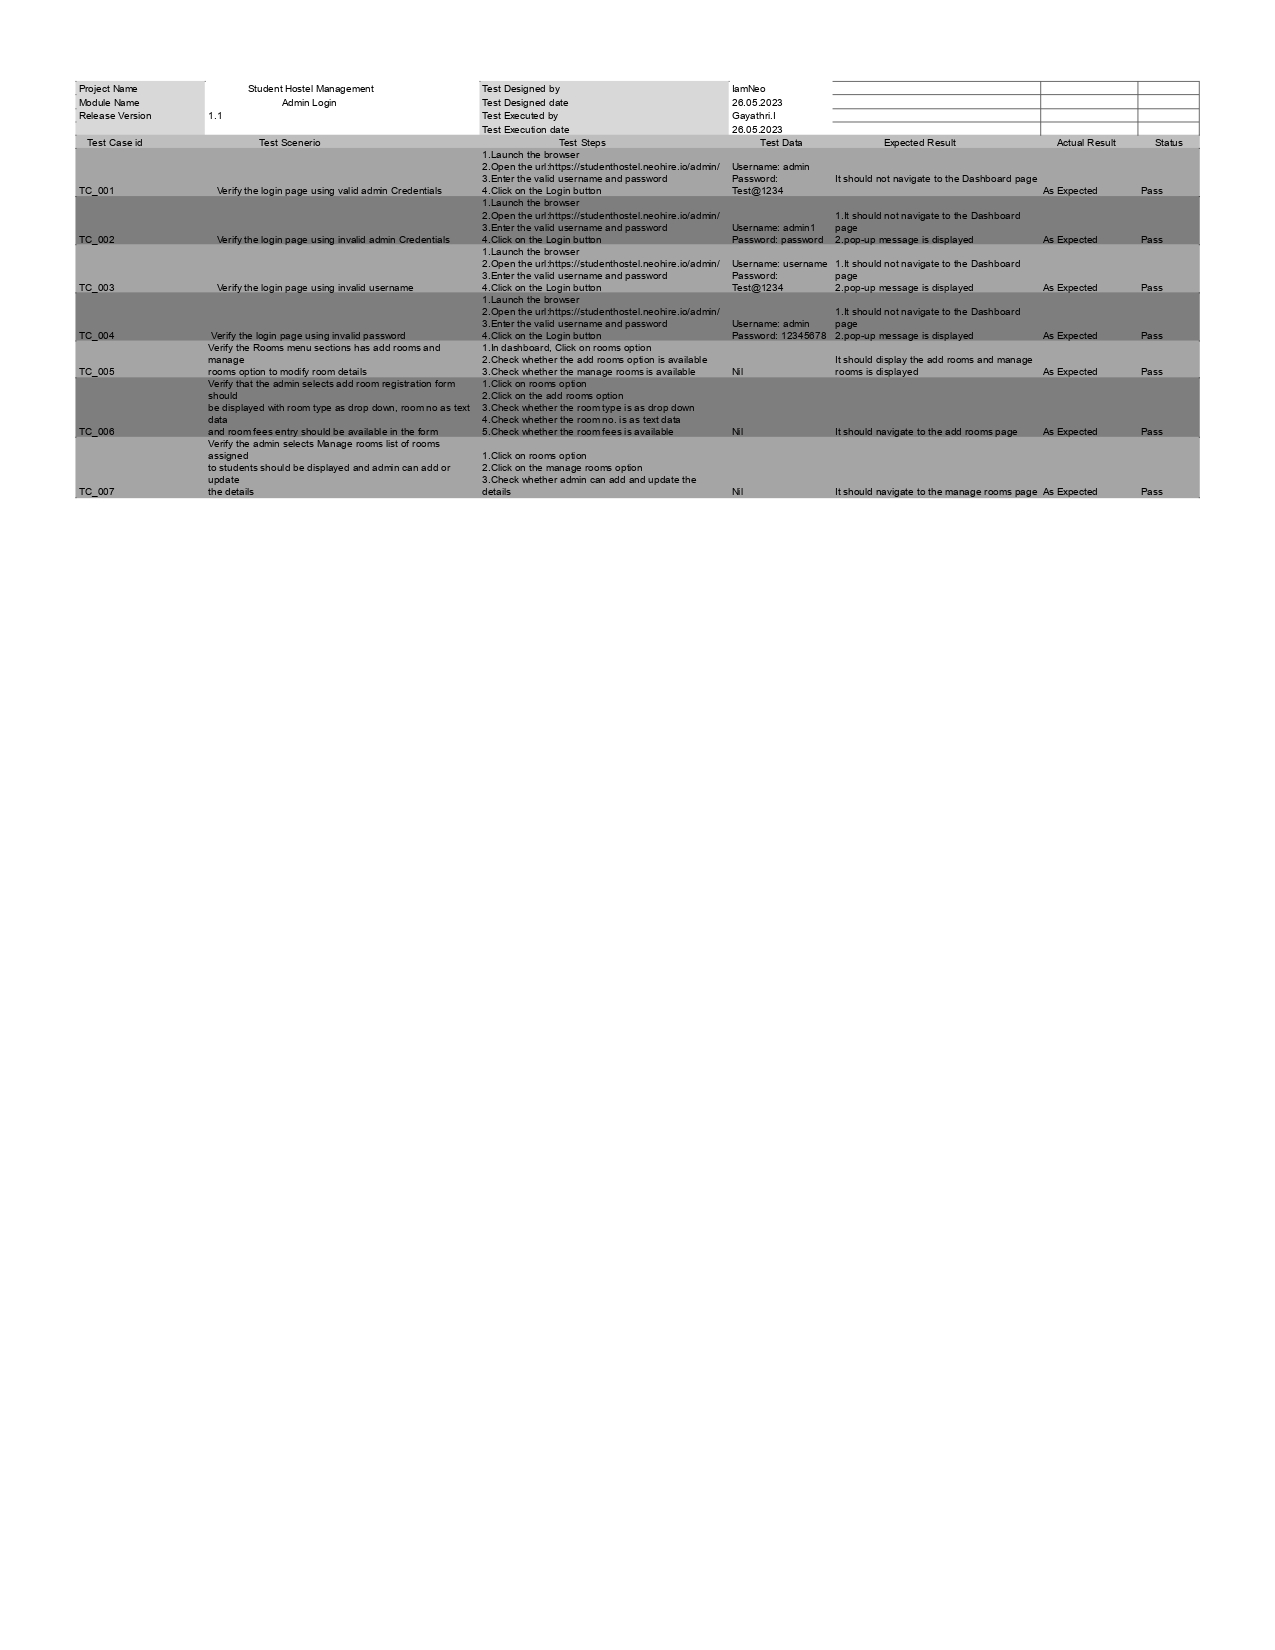 Project Name Student Hostel Management Test Designed by IamNeo
Module Name Admin Login Test Designed date 26.05.2023
Release Version 1.1 Test Executed by Gayathri.I
Test Execution date 26.05.2023
Test Case id Test Scenerio Test Steps Test Data Expected Result Actual Result Status
1.Launch the browser
2.Open the url:https://studenthostel.neohire.io/admin/ Username: admin
3.Enter the valid username and password Password: It should not navigate to the Dashboard page
TC_001 Verify the login page using valid admin Credentials 4.Click on the Login button Test@1234 As Expected Pass
1.Launch the browser
2.Open the url:https://studenthostel.neohire.io/admin/ 1.It should not navigate to the Dashboard
3.Enter the valid username and password Username: admin1 page
TC_002 Verify the login page using invalid admin Credentials 4.Click on the Login button Password: password 2.pop-up message is displayed As Expected Pass
1.Launch the browser
2.Open the url:https://studenthostel.neohire.io/admin/ Username: username 1.It should not navigate to the Dashboard
3.Enter the valid username and password Password: page
TC_003 Verify the login page using invalid username 4.Click on the Login button Test@1234 2.pop-up message is displayed As Expected Pass
1.Launch the browser
2.Open the url:https://studenthostel.neohire.io/admin/ 1.It should not navigate to the Dashboard
3.Enter the valid username and password Username: admin page
TC_004 Verify the login page using invalid password 4.Click on the Login button Password: 12345678 2.pop-up message is displayed As Expected Pass
Verify the Rooms menu sections has add rooms and 1.In dashboard, Click on rooms option
manage 2.Check whether the add rooms option is available It should display the add rooms and manage
TC_005 rooms option to modify room details 3.Check whether the manage rooms is available Nil rooms is displayed As Expected Pass
Verify that the admin selects add room registration form 1.Click on rooms option
should 2.Click on the add rooms option
be displayed with room type as drop down, room no as text 3.Check whether the room type is as drop down
data 4.Check whether the room no. is as text data
TC_006 and room fees entry should be available in the form 5.Check whether the room fees is available Nil It should navigate to the add rooms page As Expected Pass
Verify the admin selects Manage rooms list of rooms
assigned 1.Click on rooms option
to students should be displayed and admin can add or 2.Click on the manage rooms option
update 3.Check whether admin can add and update the
TC_007 the details details Nil It should navigate to the manage rooms page As Expected Pass